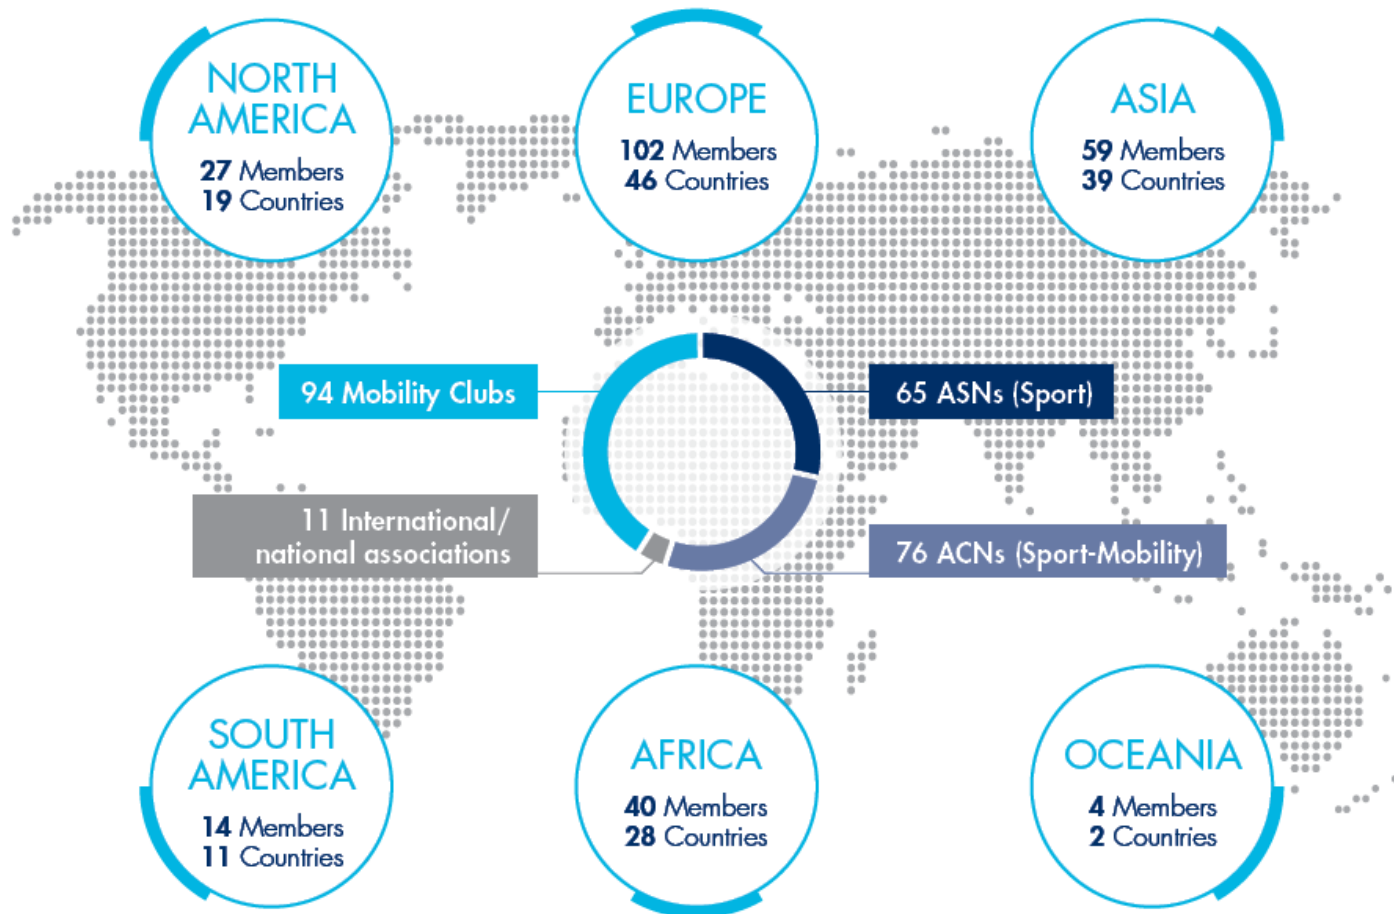 NORTH
AMERICA
27 Members
19 Countries
EUROPE
102 Members
46 Countries
ASIA
59 Members
39 Countries
94 Mobility Clubs
65 ASNs (Sport)
11 International/
national associations
76 ACNs (Sport-Mobility)
SOUTH
AMERICA
14 Members
11 Countries
AFRICA
40 Members
28 Countries
OCEANIA
4 Members
2 Countries